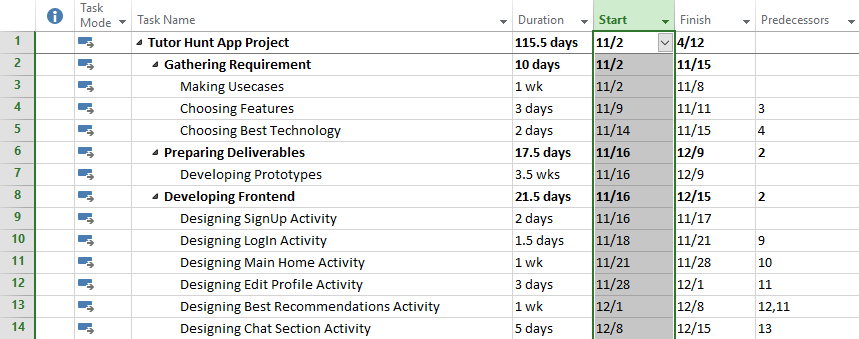 Task Mode Task Name Duration Start Finish Predecessors
1 Tutor Hunt App Project 115.5 days 11/2 4/12
2 Gathering Requirement 10 days 11/2 11/15
3 Making Usecases 1 wk 11/2 11/8
4 Choosing Features 3 days 11/9 11/11 3
5 Choosing Best Technology 2 days 11/14 11/15 4
6 Preparing Deliverables 17.5 days 11/16 12/9 2
7 Developing Prototypes 3.5 wks 11/16 12/9
8 Developing Frontend 21.5 days 11/16 12/15 2
9 Designing SignUp Activity 2 days 11/16 11/17
10 Designing LogIn Activity 1.5 days 11/18 11/21 9
11 Designing Main Home Activity 1 wk 11/21 11/28 10
12 Designing Edit Profile Activity 3 days 11/28 12/1 11
13 Designing Best Recommendations Activity 1 wk 12/1 12/8 12,11
14 Designing Chat Section Activity 5 days 12/8 12/15 13